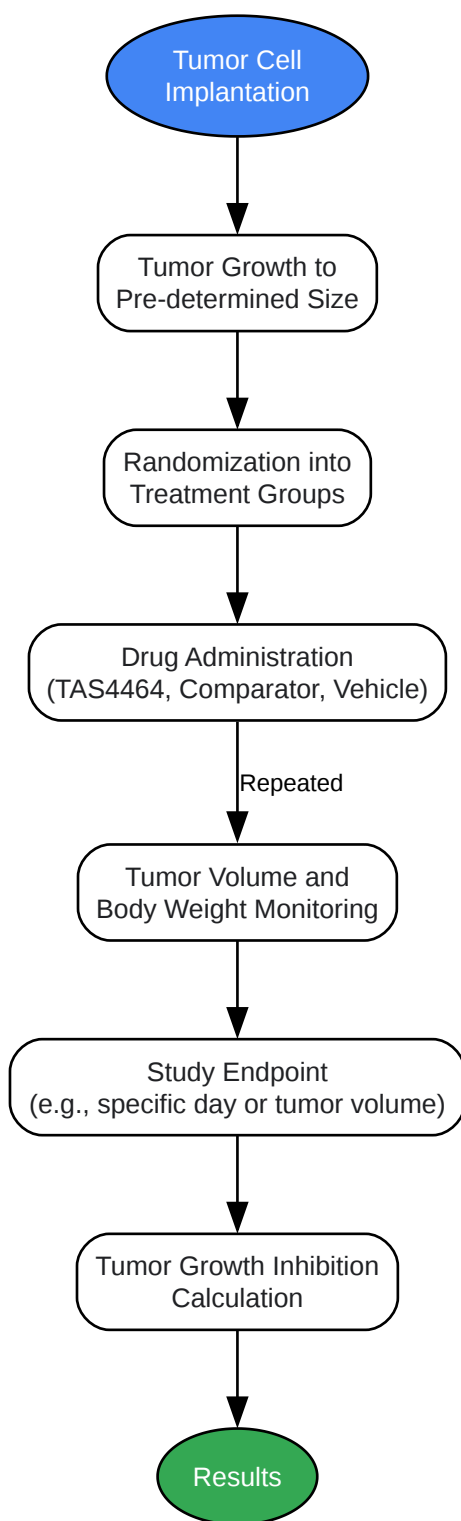 Tumor Cell
Implantation
Tumor Growth to
Pre-determined Size
Randomization into
Treatment Groups
Drug Administration
(TAS4464, Comparator, Vehicle)
Repeated
Tumor Volume and
Body Weight Monitoring
Study Endpoint
(e.g., specific day or tumor volume)
Tumor Growth Inhibition
Calculation
Results